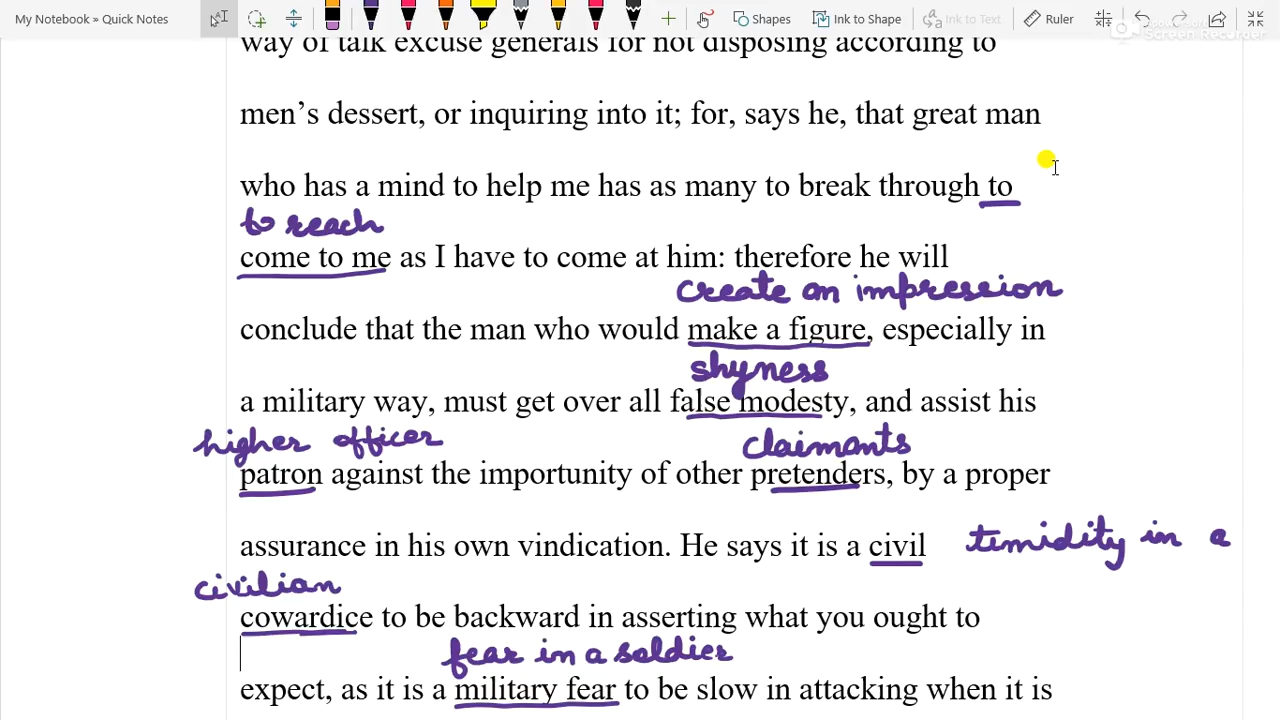 My Notebook » Quick Notes
Shapes
Ink to Shape
Ink to Text
Ruler
Screen Recorder
way of talk excuse generals for not disposing according to
men's dessert, or inquiring into it; for, says he, that great man
who has a mind to help me has as many to break through to
to reach
come to me as I have to come at him: therefore he will
create an impression
conclude that the man who would make a figure, especially in
shyness
a military way, must get over all false modesty, and assist his
higher officer claimants
patron against the importunity of other pretenders, by a proper
assurance in his own vindication. He says it is a civil timidity in a
civilian
cowardice to be backward in asserting what you ought to
fear in a soldier
expect, as it is a military fear to be slow in attacking when it is